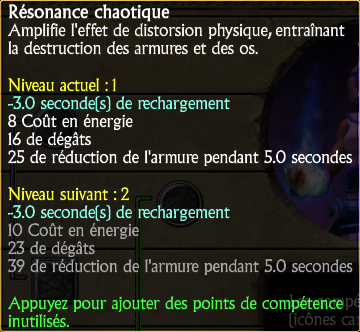 Résonance chaotique
Amplifie l'effet de distorsion physique, entraînant
la destruction des armures et des os.
Niveau actuel : 1
-3.0 seconde(s) de rechargement
8 Coût en énergie
16 de dégâts
25 de réduction de l'armure pendant 5.0 secondes
Niveau suivant : 2
-3.0 seconde(s) de rechargement
10 Coût en énergie
23 de dégâts
39 de réduction de l'armure pendant 5.0 secondes
Appuyez pour ajouter des points de compétence
inutilisés.
(icônes